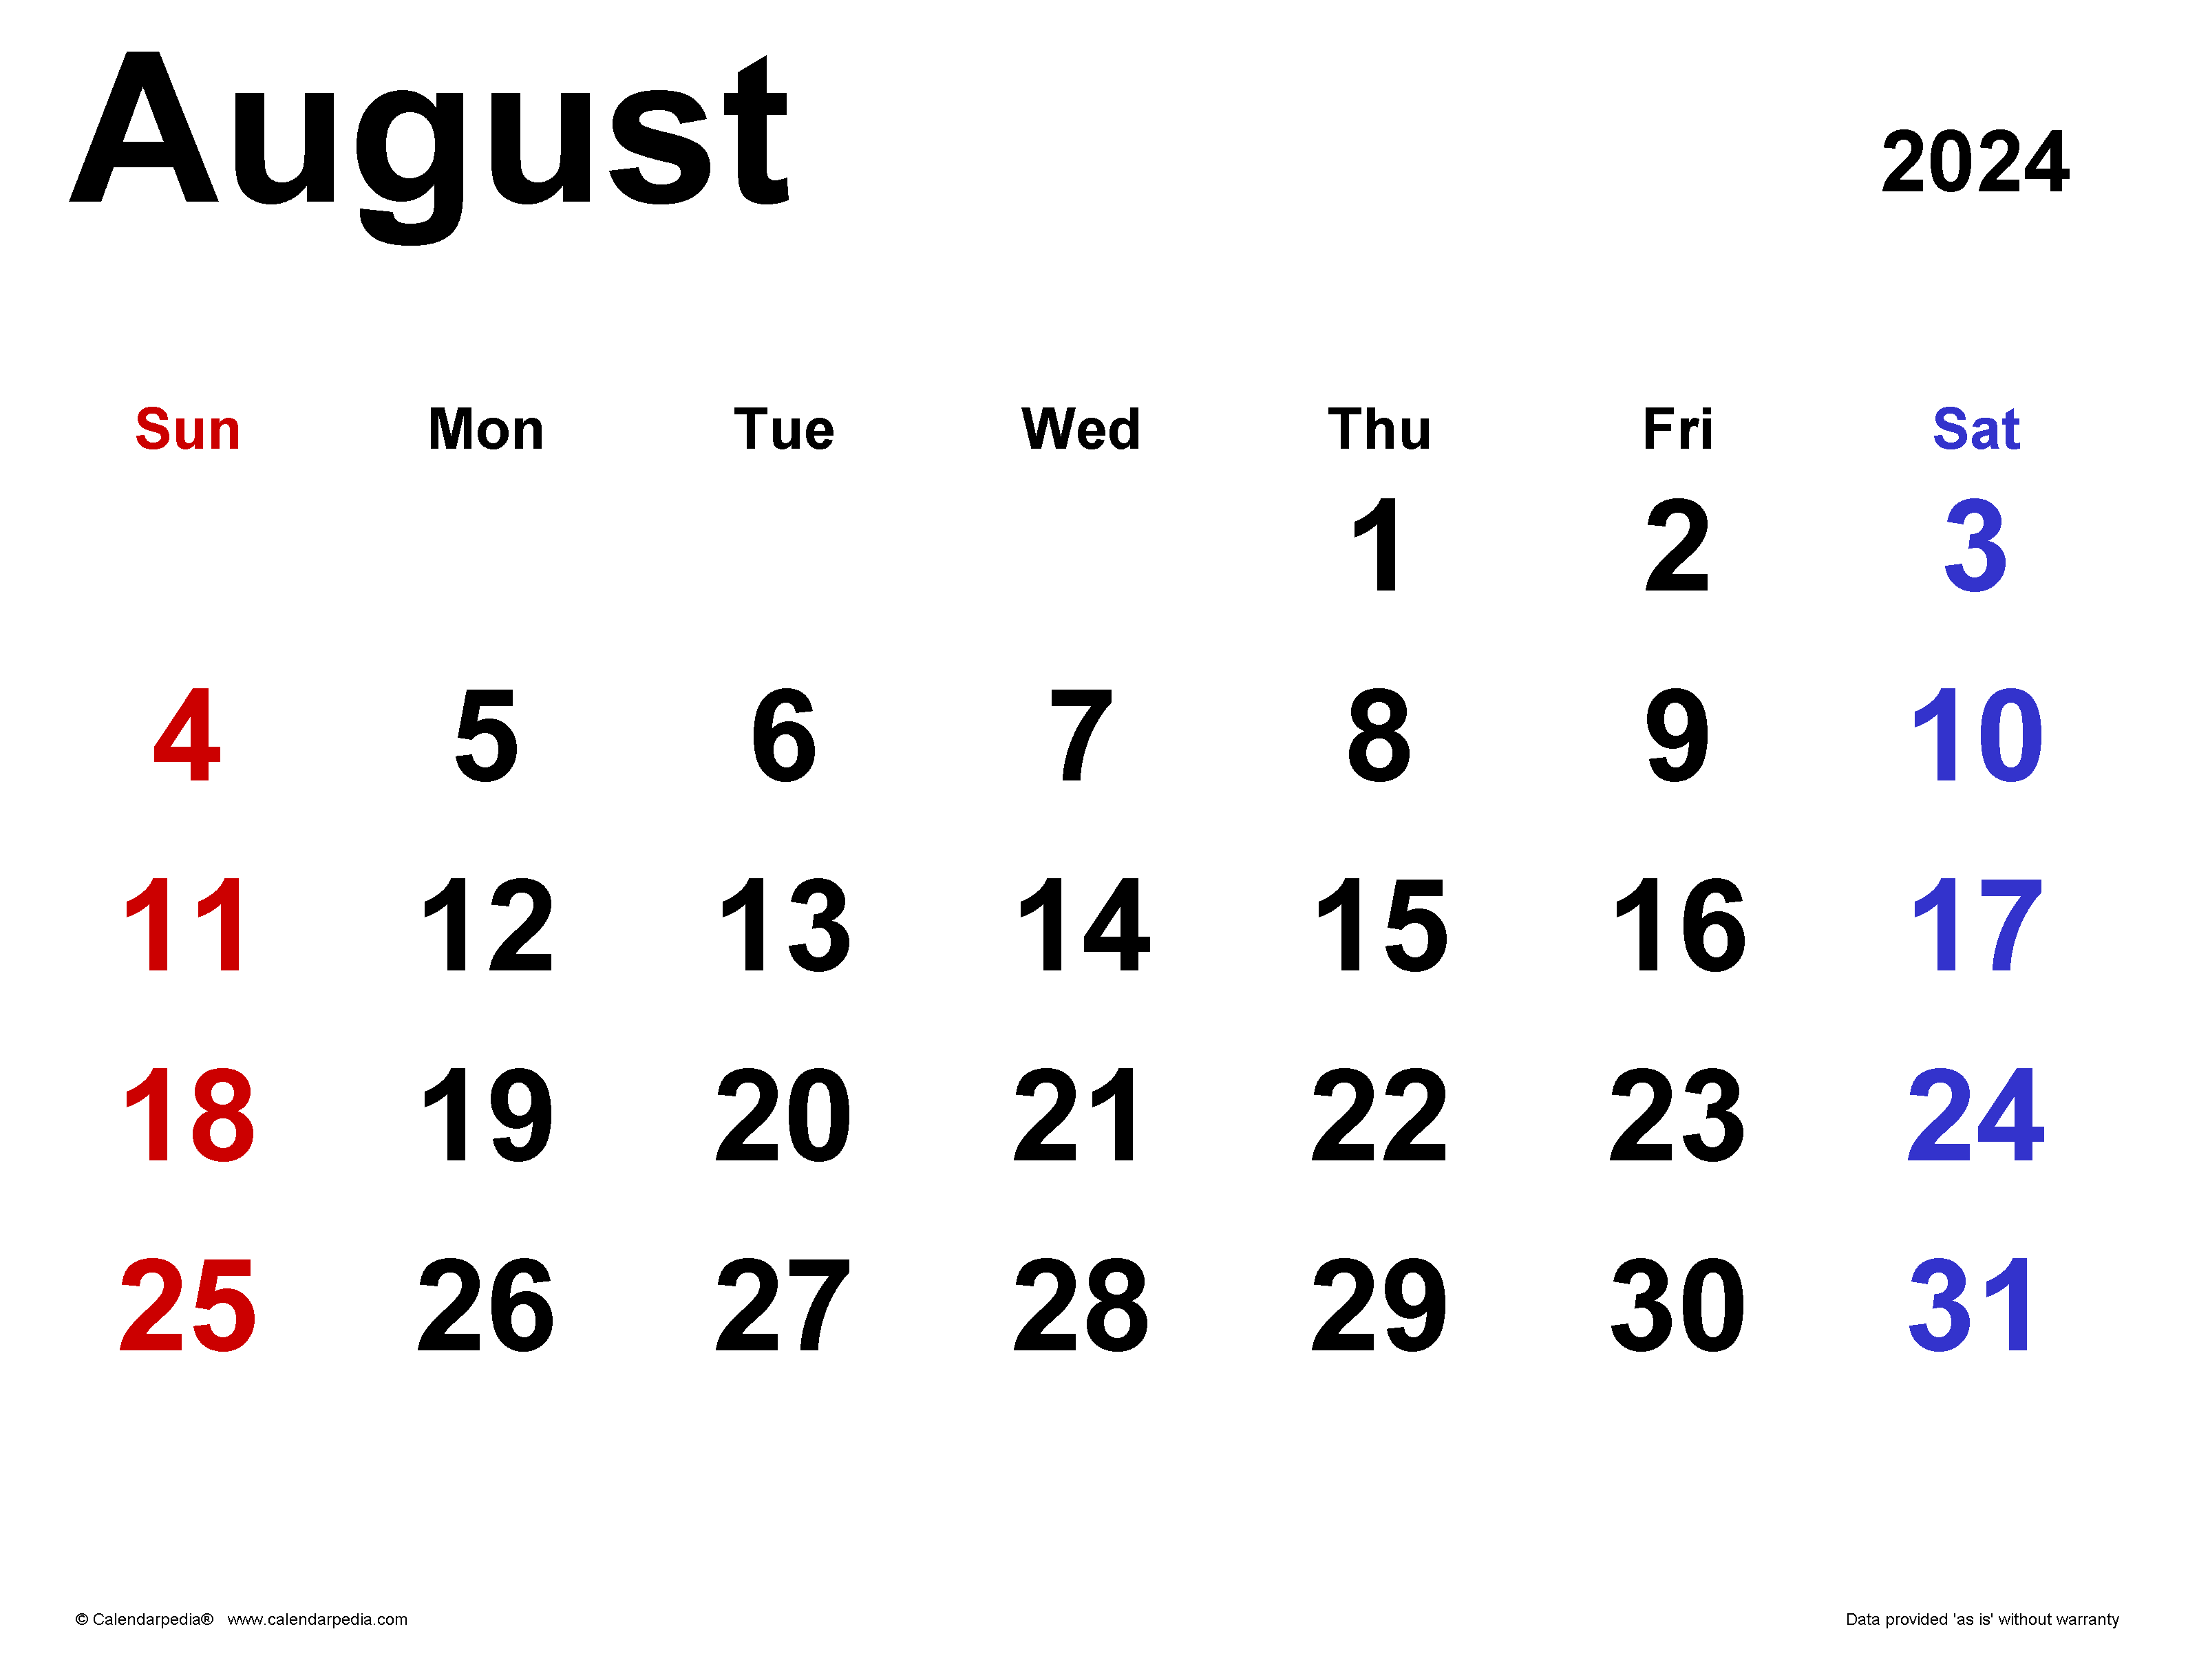 August 2024
Sun Mon Tue Wed Thu Fri Sat
1 2 3
4 5 6 7 8 9 10
11 12 13 14 15 16 17
18 19 20 21 22 23 24
25 26 27 28 29 30 31
© Calendarpedia® www.calendarpedia.com Data provided 'as is' without warranty